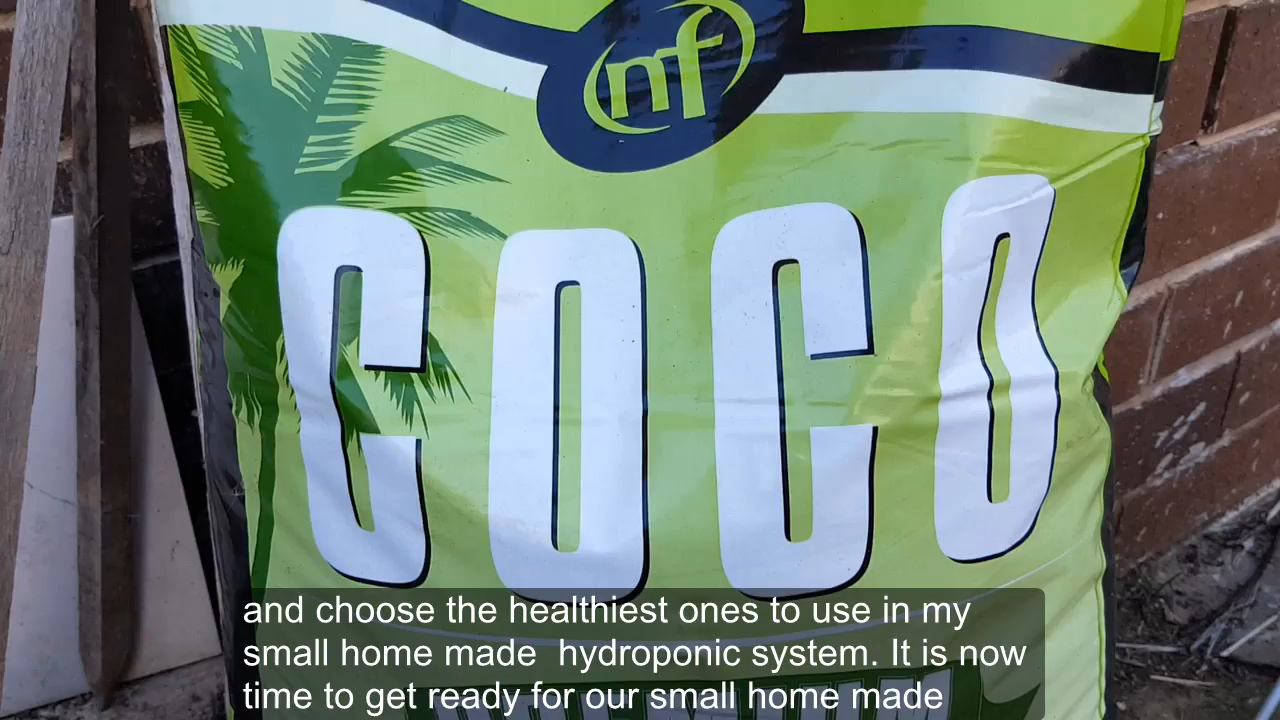 nf
COCO
and choose the healthiest ones to use in my
small home made  hydroponic system. It is now
time to get ready for our small home made